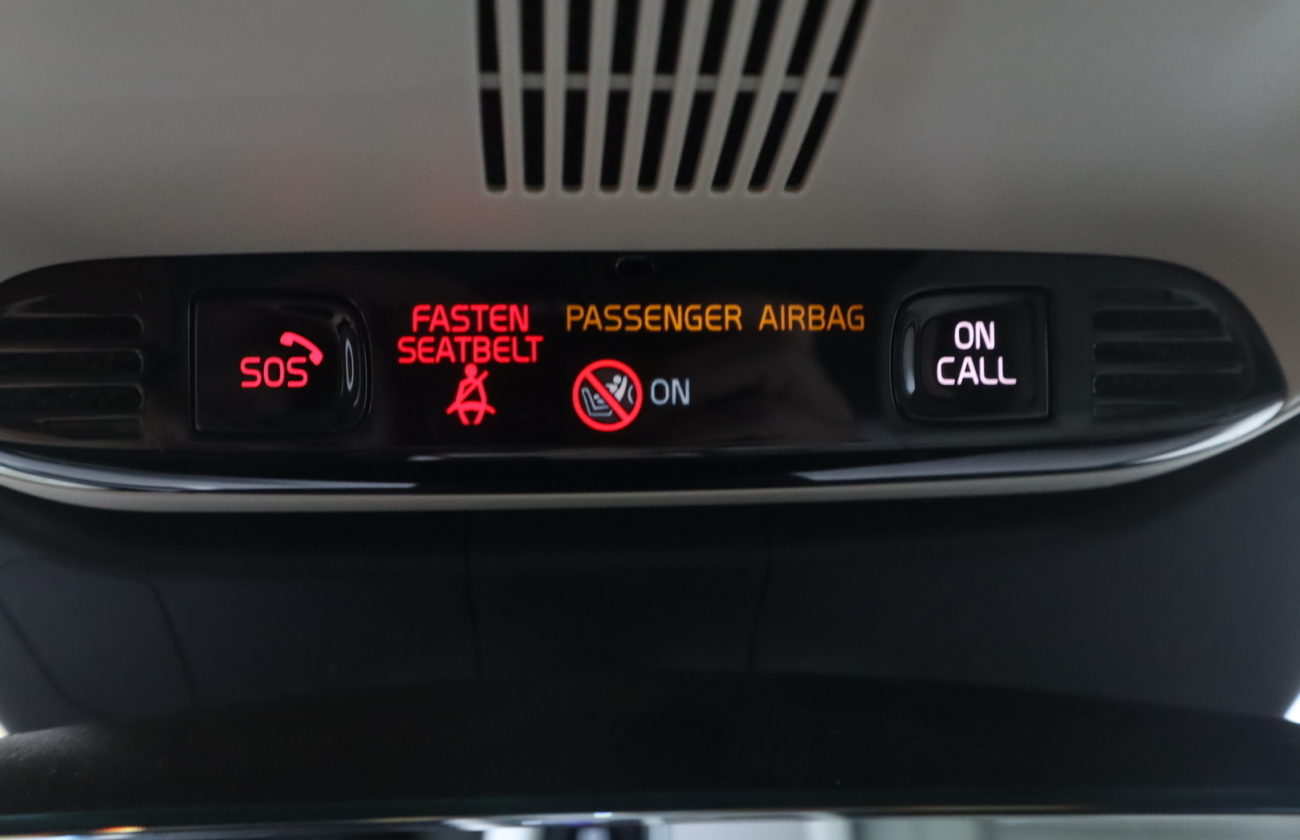 SOS
FASTEN
SEATBELT
PASSENGER AIRBAG
ON
ON
CALL